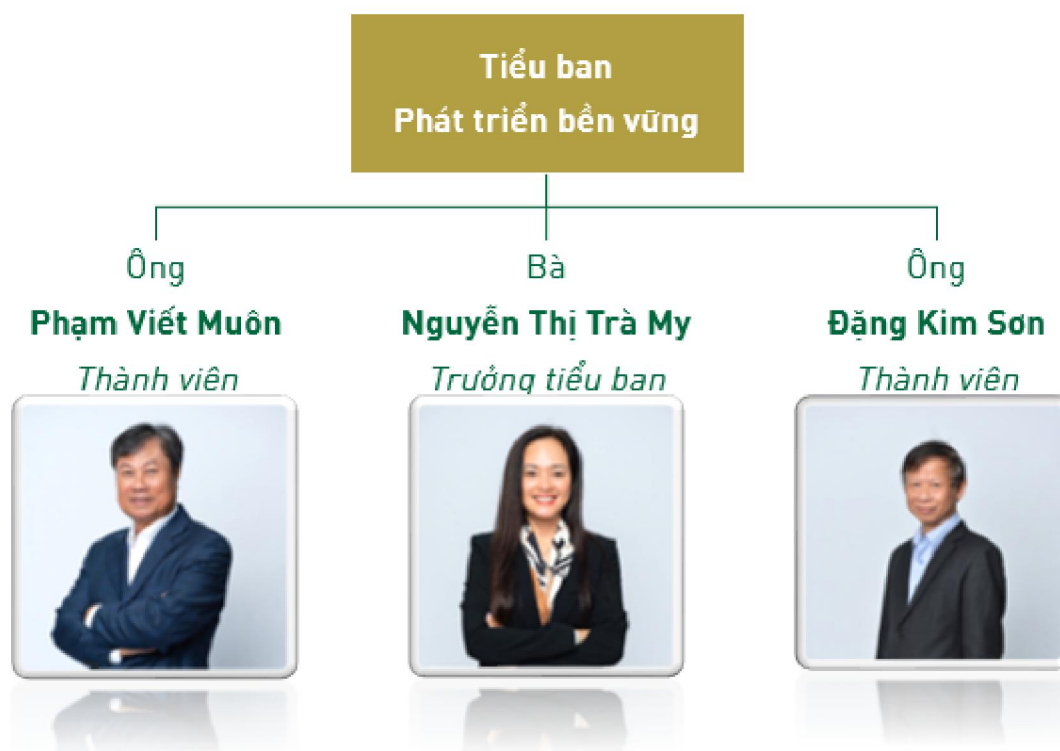 Tiểu ban
Phát triển bền vững
Ông
Phạm Viết Muôn
Thành viên
Bà
Nguyễn Thị Trà My
Trưởng tiểu ban
Ông
Đặng Kim Sơn
Thành viên